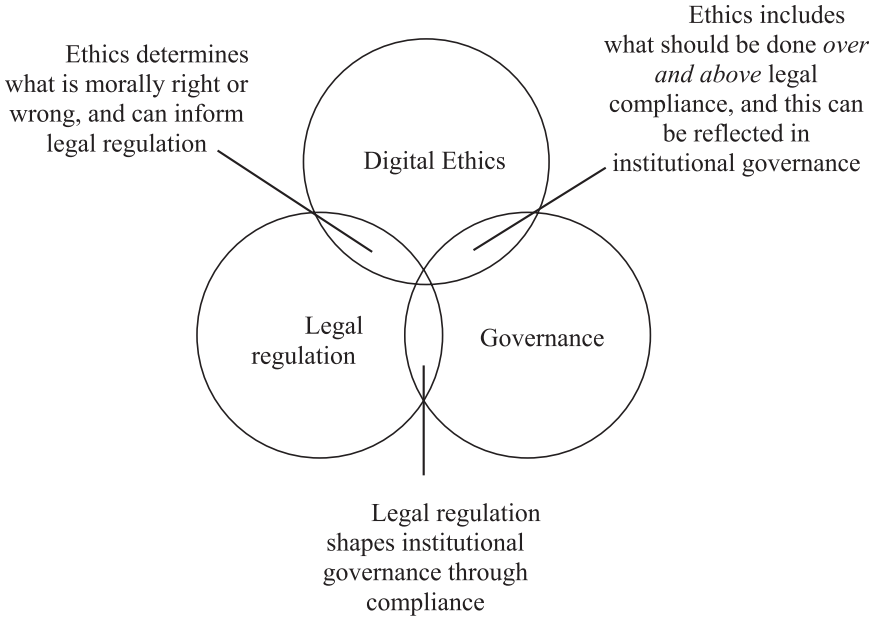 Ethics determines
what is morally right or
wrong, and can inform
legal regulation
Ethics includes
what should be done over
and above legal
compliance, and this can
be reflected in
institutional governance
Digital Ethics
Legal
regulation
Governance
Legal regulation
shapes institutional
governance through
compliance